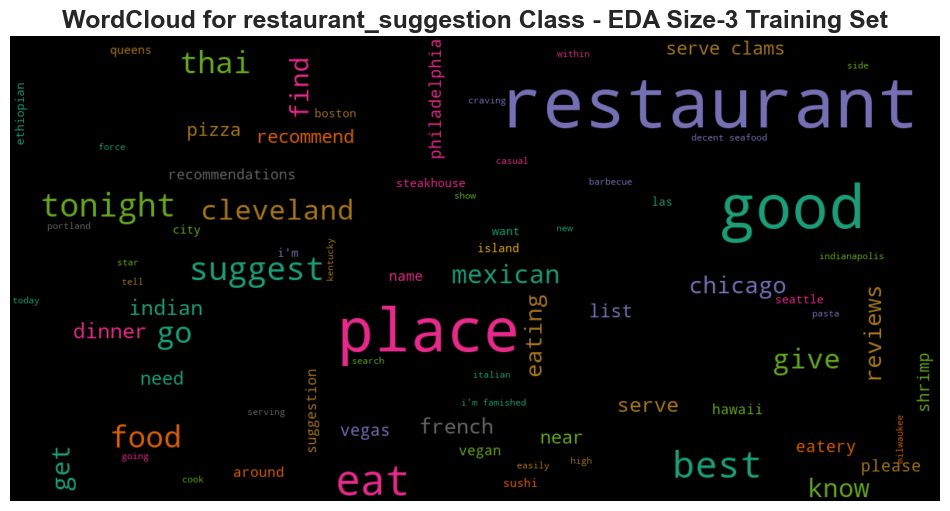 WordCloud for restaurant_suggestion Class - EDA Size-3 Training Set
queens
thai
find
philadelphia
within
serve clams
side
ethiopian
pizza
boston
recommend
craving
restaurant
decent seafood
force
casual
recommendations
steakhouse
show
barbecue
las
good
tonight
cleveland
portland
city
want
new
island
i'm
kentucky
indianapolis
star
tell
suggest
name
mexican
chicago
seattle
today
indian
eating
list
pasta
reviews
dinner
go
place
search
give
need
italian
shrimp
suggestion
serving
i'm famished
serve
hawaii
food
vegas
french
near
milwaukee
going
vegan
eatery
get
around
cook
eat
easily
high
sushi
best
please
know